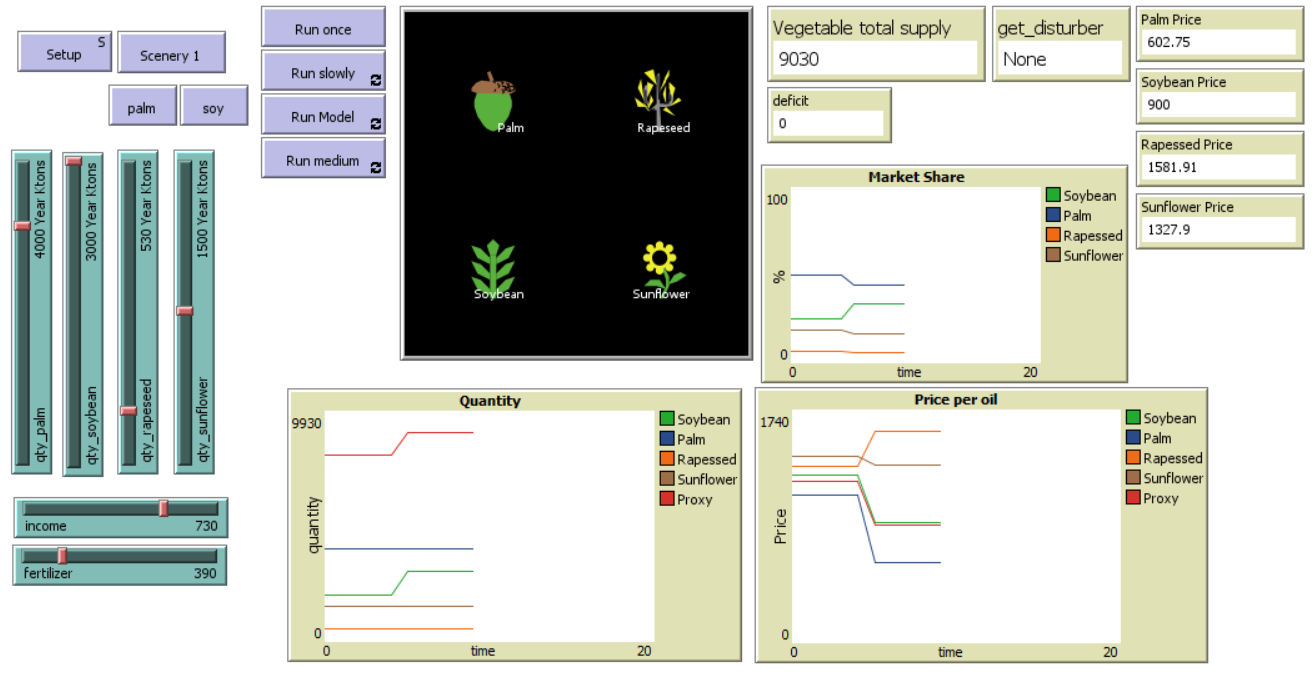 Setup
S
Scenery 1
palm
soy
Run once
Run slowly
Run Model
Run medium
Palm
Rapeseed
Soybean
Sunflower
Vegetable total supply
9030
get_disturber
None
deficit
0
Palm Price
602.75
Soybean Price
900
Rapessed Price
1581.91
Sunflower Price
1327.9
qty_palm
4000 Year Ktons
qty_soybean
3000 Year Ktons
qty_rapeseed
530 Year Ktons
qty_sunflower
1500 Year Ktons
income
730
fertilizer
390
Market Share
100
%
0
0
time
20
Soybean
Palm
Rapessed
Sunflower
Quantity
9930
quantity
0
0
time
20
Soybean
Palm
Rapessed
Sunflower
Proxy
Price per oil
1740
Price
0
0
time
20
Soybean
Palm
Rapessed
Sunflower
Proxy